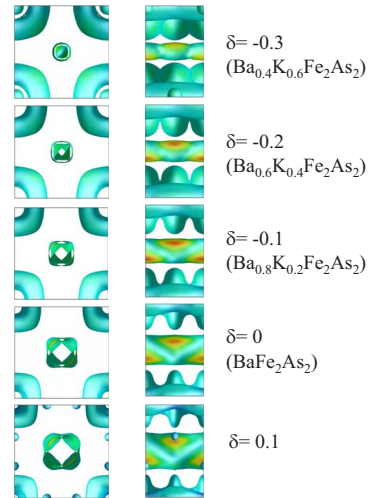 δ= -0.3
(Ba₀.₄K₀.₆Fe₂As₂)
δ= -0.2
(Ba₀.₆K₀.₄Fe₂As₂)
δ= -0.1
(Ba₀.₈K₀.₂Fe₂As₂)
δ= 0
(BaFe₂As₂)
δ= 0.1